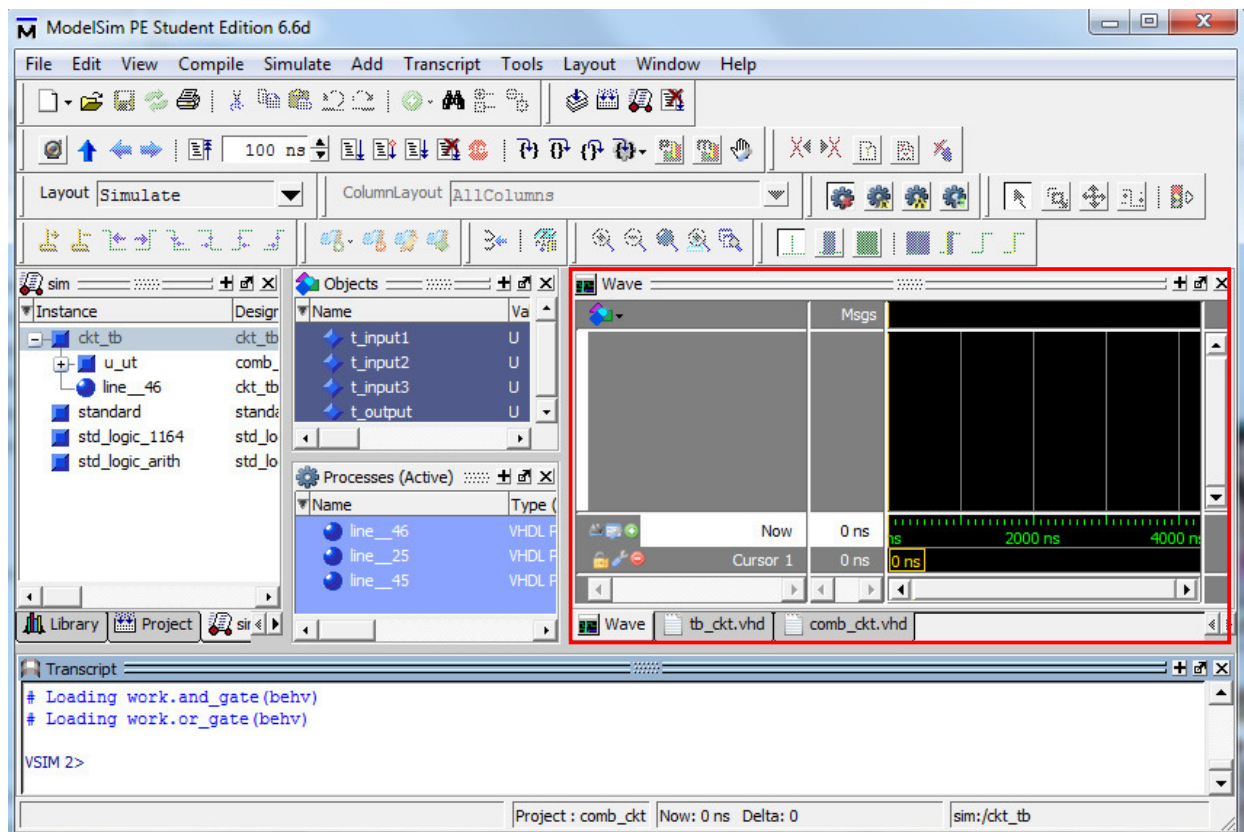 ModelSim PE Student Edition 6.6d
File Edit View Compile Simulate Add Transcript Tools Layout Window Help
100 ns
Layout Simulate ColumnLayout AllColumns
sim
Instance Design
ckt_tb ckt_tb
u_ut comb_
line__46 ckt_tb
standard standa
std_logic_1164 std_lo
std_logic_arith std_lo
Library Project sim
Objects
Name Va
t_input1 U
t_input2 U
t_input3 U
t_output U
Processes (Active)
Name Type (
line__46 VHDL P
line__25 VHDL P
line__45 VHDL P
Wave
Msgs
Now 0 ns
ns 2000 ns 4000 n
Cursor 1 0 ns
0 ns
Wave tb_ckt.vhd comb_ckt.vhd
Transcript
# Loading work.and_gate(behv)
# Loading work.or_gate(behv)
VSIM 2>
Project : comb_ckt Now: 0 ns Delta: 0 sim:/ckt_tb